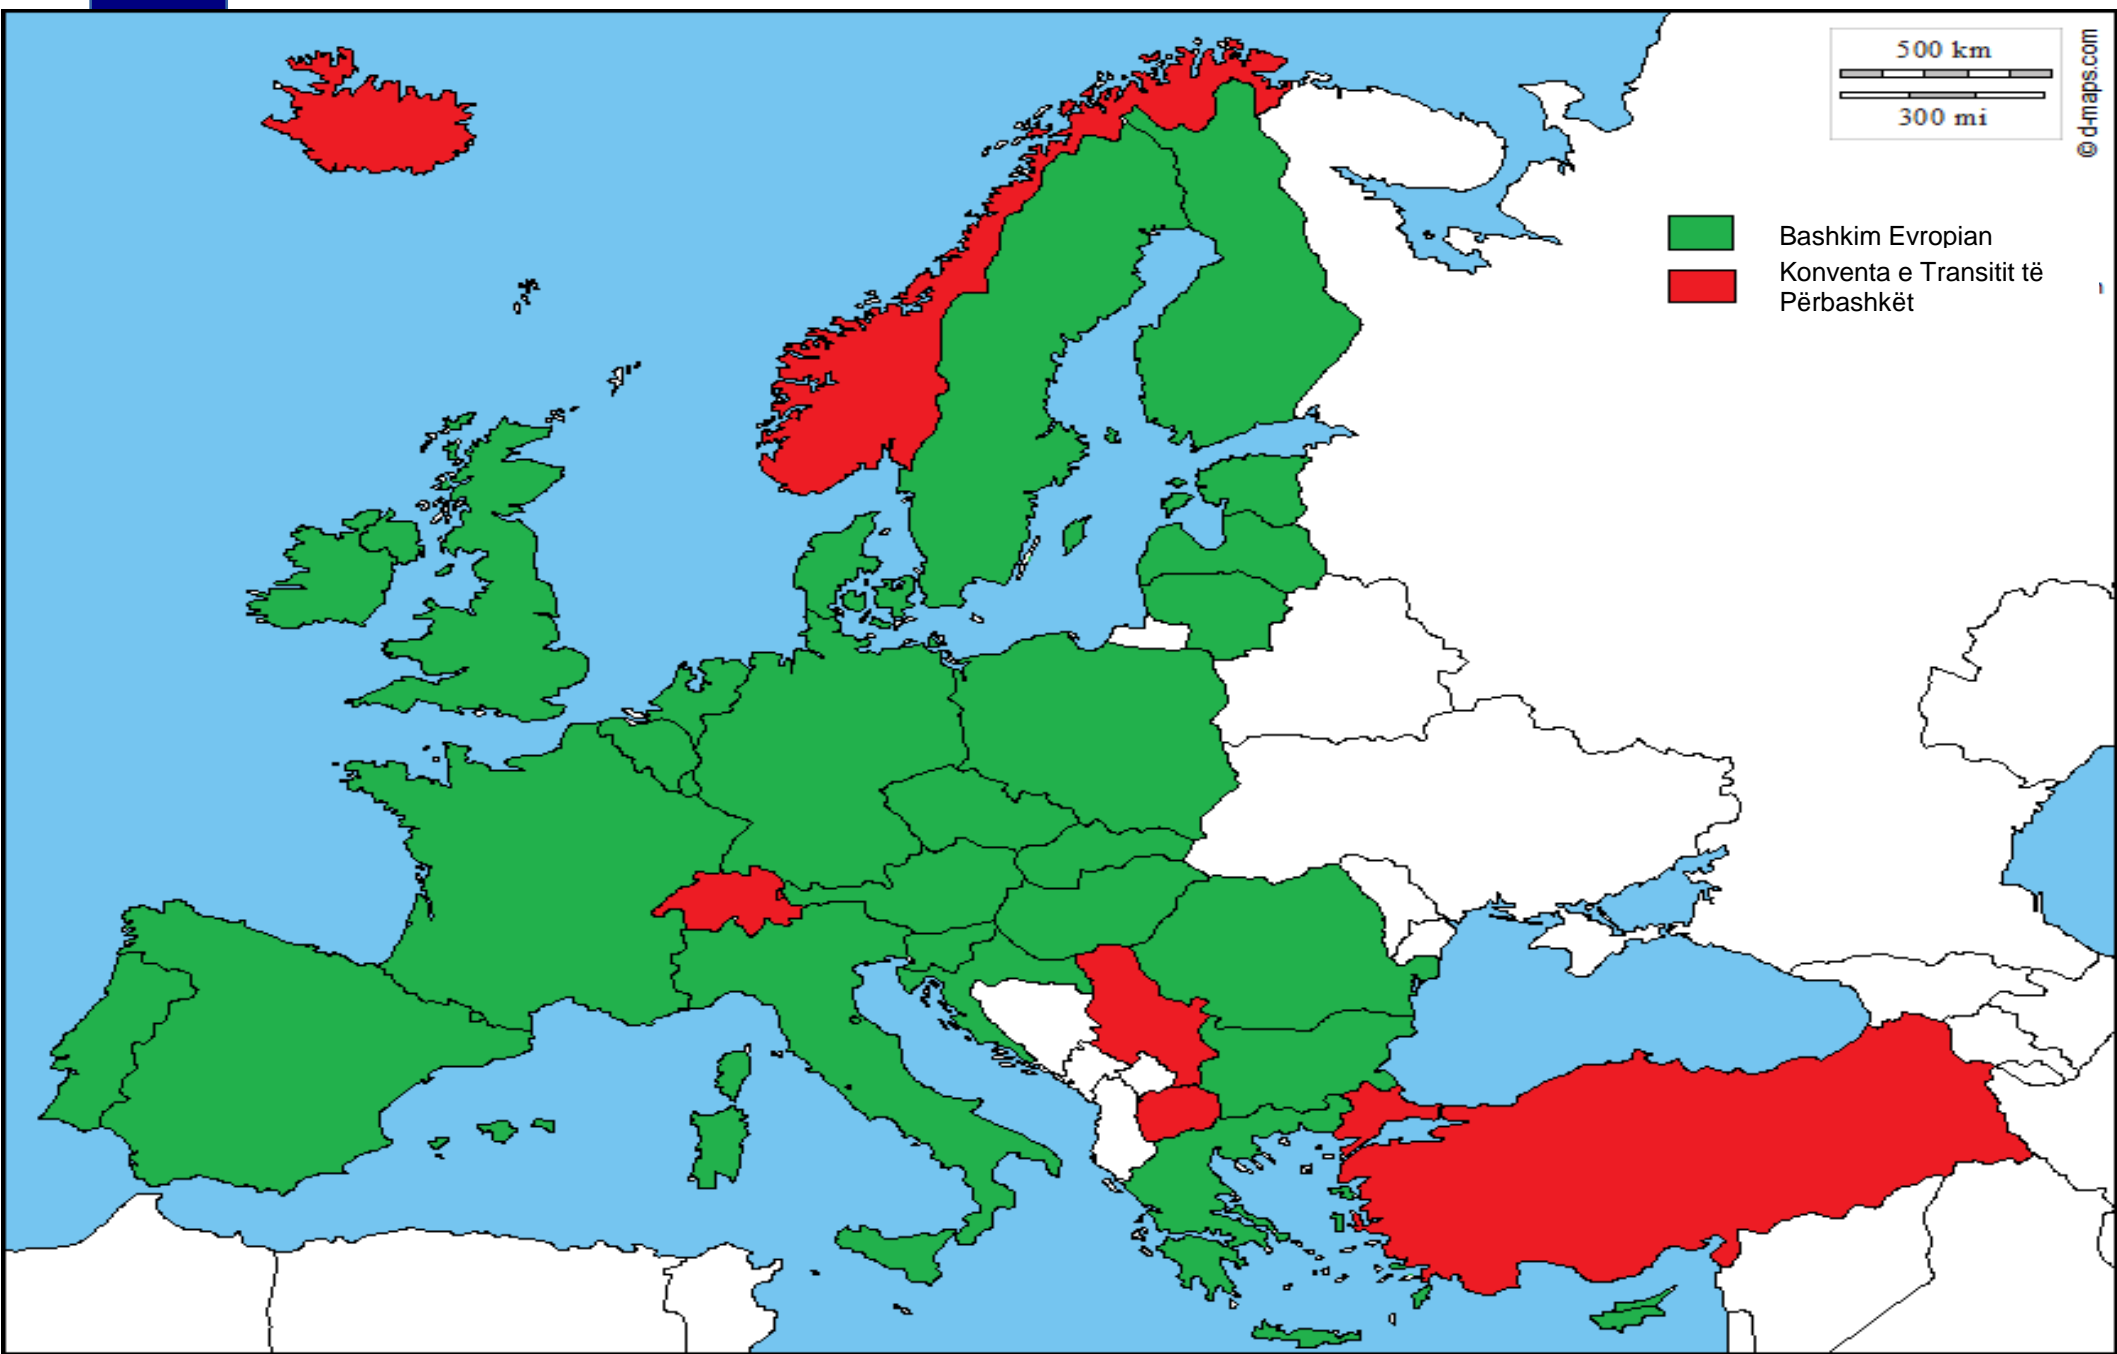 500 km
300 mi
© d-maps.com
Bashkim Evropian
Konventa e Transitit të
Përbashkët